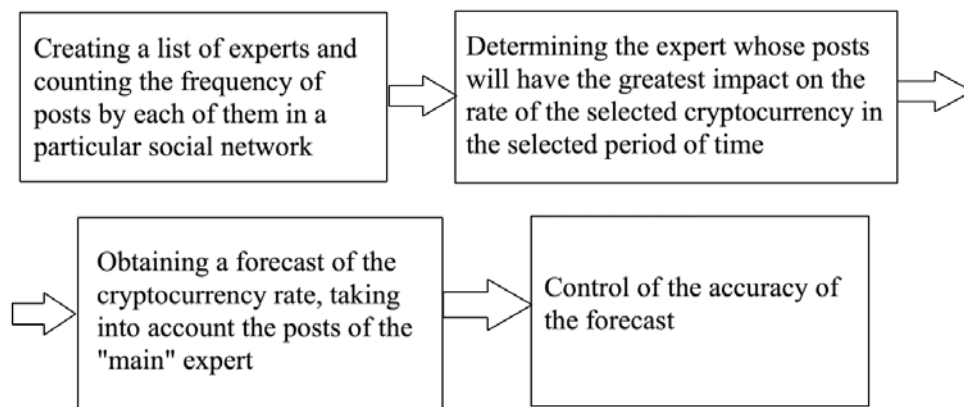 Creating a list of experts and
counting the frequency of
posts by each of them in a
particular social network
Determining the expert whose posts
will have the greatest impact on the
rate of the selected cryptocurrency in
the selected period of time
Obtaining a forecast of the
cryptocurrency rate, taking
into account the posts of the
"main" expert
Control of the accuracy of
the forecast